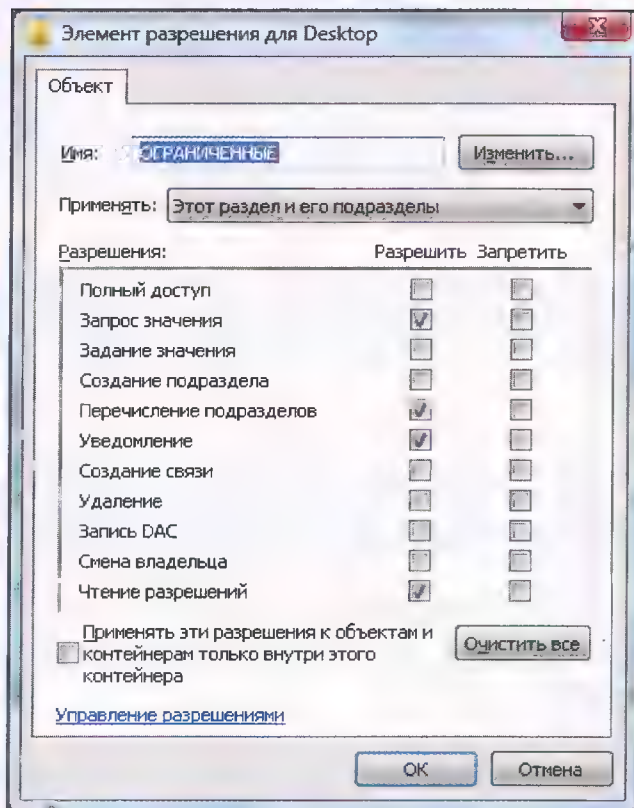 Элемент разрешения для Desktop
Объект
Имя: ОГРАНИЧЕННЫЕ Изменить...
Применять: Этот раздел и его подразделы
Разрешения: Разрешить Запретить
Полный доступ
Запрос значения
Задание значения
Создание подраздела
Перечисление подразделов
Уведомление
Создание связи
Удаление
Запись DAC
Смена владельца
Чтение разрешений
Применять эти разрешения к объектам и
контейнерам только внутри этого
контейнера
Очистить все
Управление разрешениями
ОК Отмена